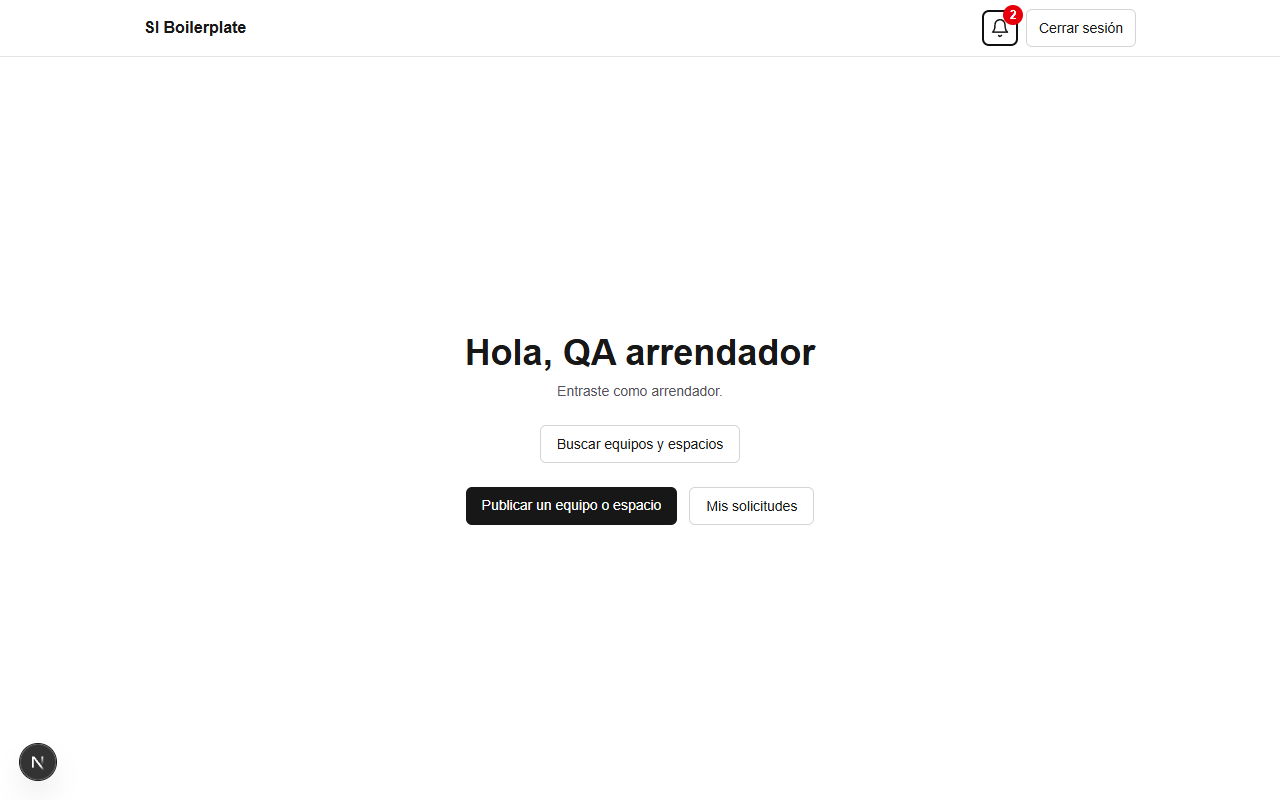 SI Boilerplate
2
Cerrar sesión
Hola, QA arrendador
Entraste como arrendador.
Buscar equipos y espacios
Publicar un equipo o espacio
Mis solicitudes
N